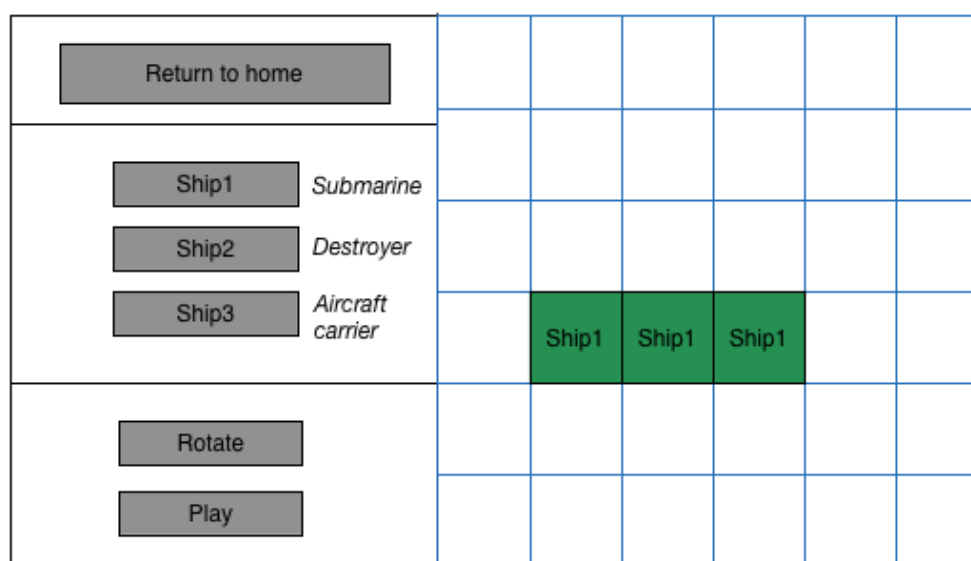 Return to home
Ship1 Submarine
Ship2 Destroyer
Ship3 Aircraft
carrier
Ship1 Ship1 Ship1
Rotate
Play